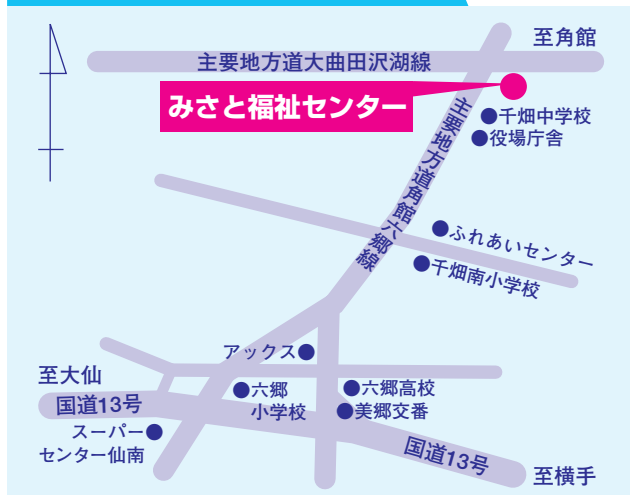 至角館
主要地方道大曲田沢湖線
みさと福祉センター
千畑中学校
役場庁舎
主要地方道角館六郷線
ふれあいセンター
千畑南小学校
アックス
至大仙
国道13号
六郷
小学校
六郷高校
美郷交番
スーパー
センター仙南
国道13号
至横手